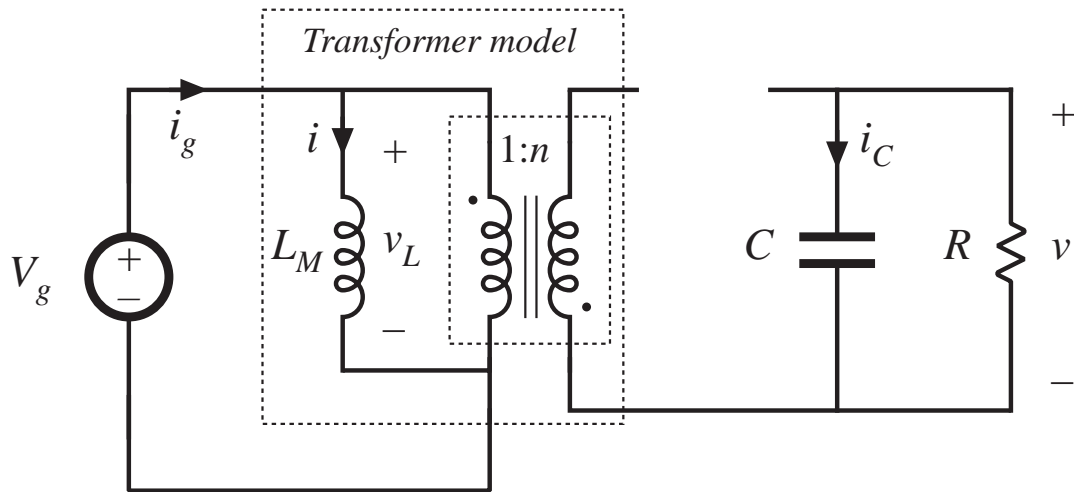 Transformer model
i_g
i
+
1:n
i_C
+
V_g
+
–
L_M
v_L
C
R
v
–
–